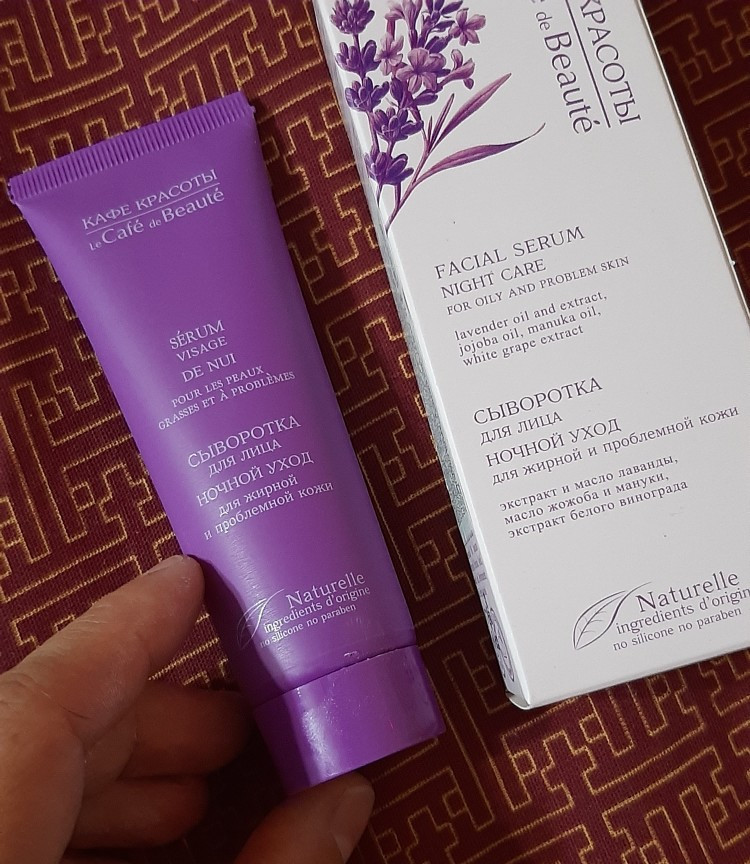 КАФЕ КРАСОТЫ
Le Café de Beauté
SÉRUM
VISAGE
DE NUI
POUR LES PEAUX
GRASSES ET À PROBLÈMES
СЫВОРОТКА
ДЛЯ ЛИЦА
НОЧНОЙ УХОД
для жирной
и проблемной кожи
Naturelle
ingredients d'origine
no silicone no paraben
КРАСОТЫ
de Beauté
FACIAL SERUM
NIGHT CARE
FOR OILY AND PROBLEM SKIN
lavender oil and extract,
jojoba oil, manuka oil,
white grape extract
СЫВОРОТКА
ДЛЯ ЛИЦА
НОЧНОЙ УХОД
для жирной и проблемной кожи
экстракт и масло лаванды,
масло жожоба и мануки,
экстракт белого винограда
Naturelle
ingredients d'origin
no silicone no paraben